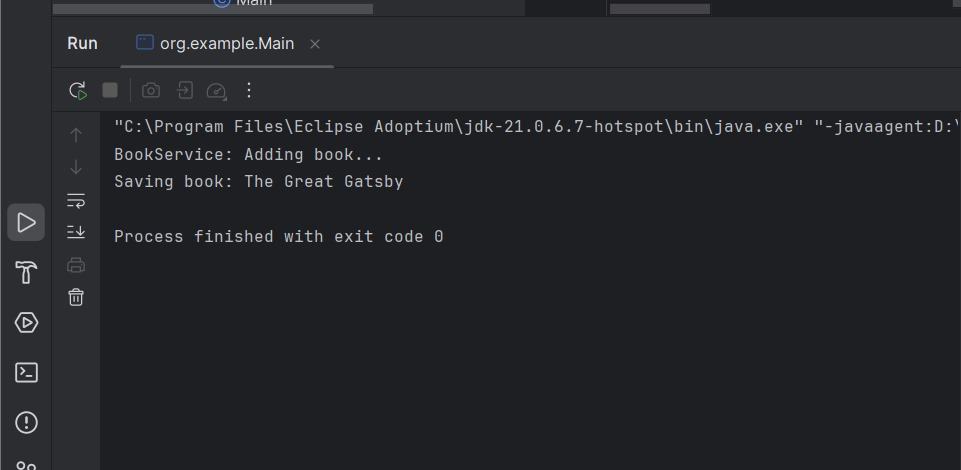 Main
Run org.example.Main
"C:\Program Files\Eclipse Adoptium\jdk-21.0.6.7-hotspot\bin\java.exe" "-javaagent:D:\
BookService: Adding book...
Saving book: The Great Gatsby
Process finished with exit code 0